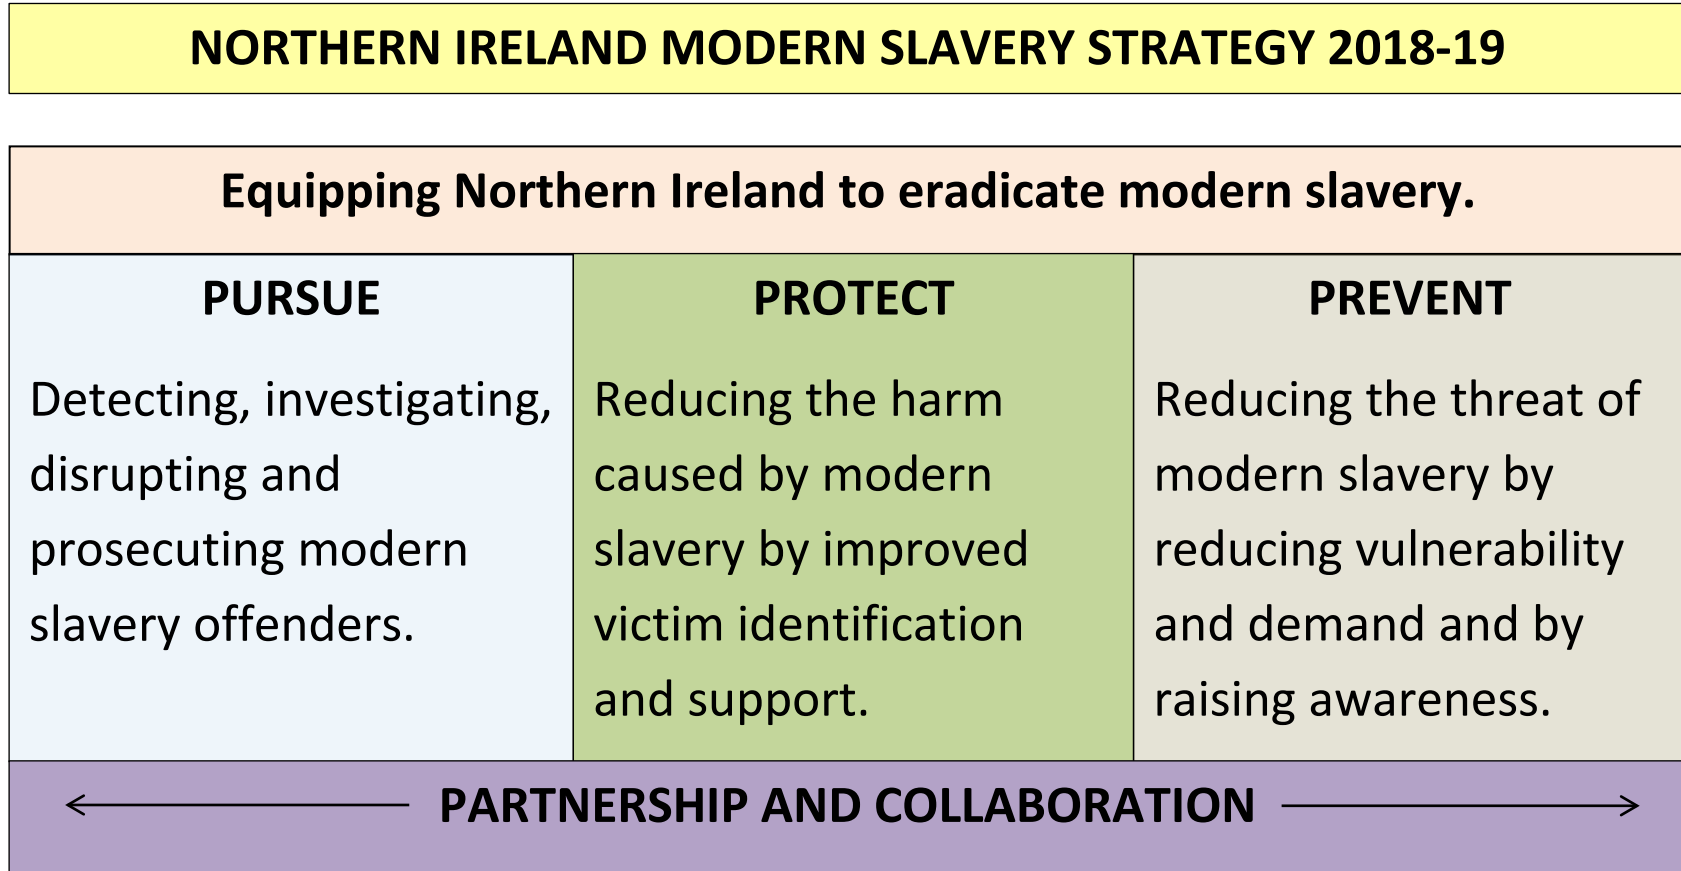 NORTHERN IRELAND MODERN SLAVERY STRATEGY 2018-19
Equipping Northern Ireland to eradicate modern slavery.
PURSUE
Detecting, investigating,
disrupting and
prosecuting modern
slavery offenders.
PROTECT
Reducing the harm
caused by modern
slavery by improved
victim identification
and support.
PREVENT
Reducing the threat of
modern slavery by
reducing vulnerability
and demand and by
raising awareness.
PARTNERSHIP AND COLLABORATION